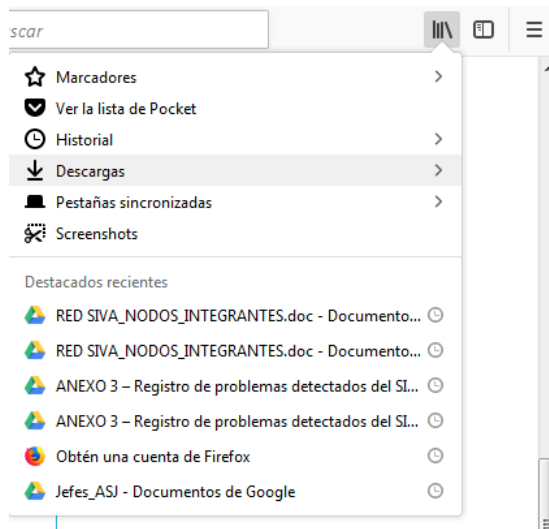 scar
Marcadores
Ver la lista de Pocket
Historial
Descargas
Pestañas sincronizadas
Screenshots
Destacados recientes
RED SIVA_NODOS_INTEGRANTES.doc - Documento...
RED SIVA_NODOS_INTEGRANTES.doc - Documento...
ANEXO 3 – Registro de problemas detectados del SI...
ANEXO 3 – Registro de problemas detectados del SI...
Obtén una cuenta de Firefox
Jefes_ASJ - Documentos de Google